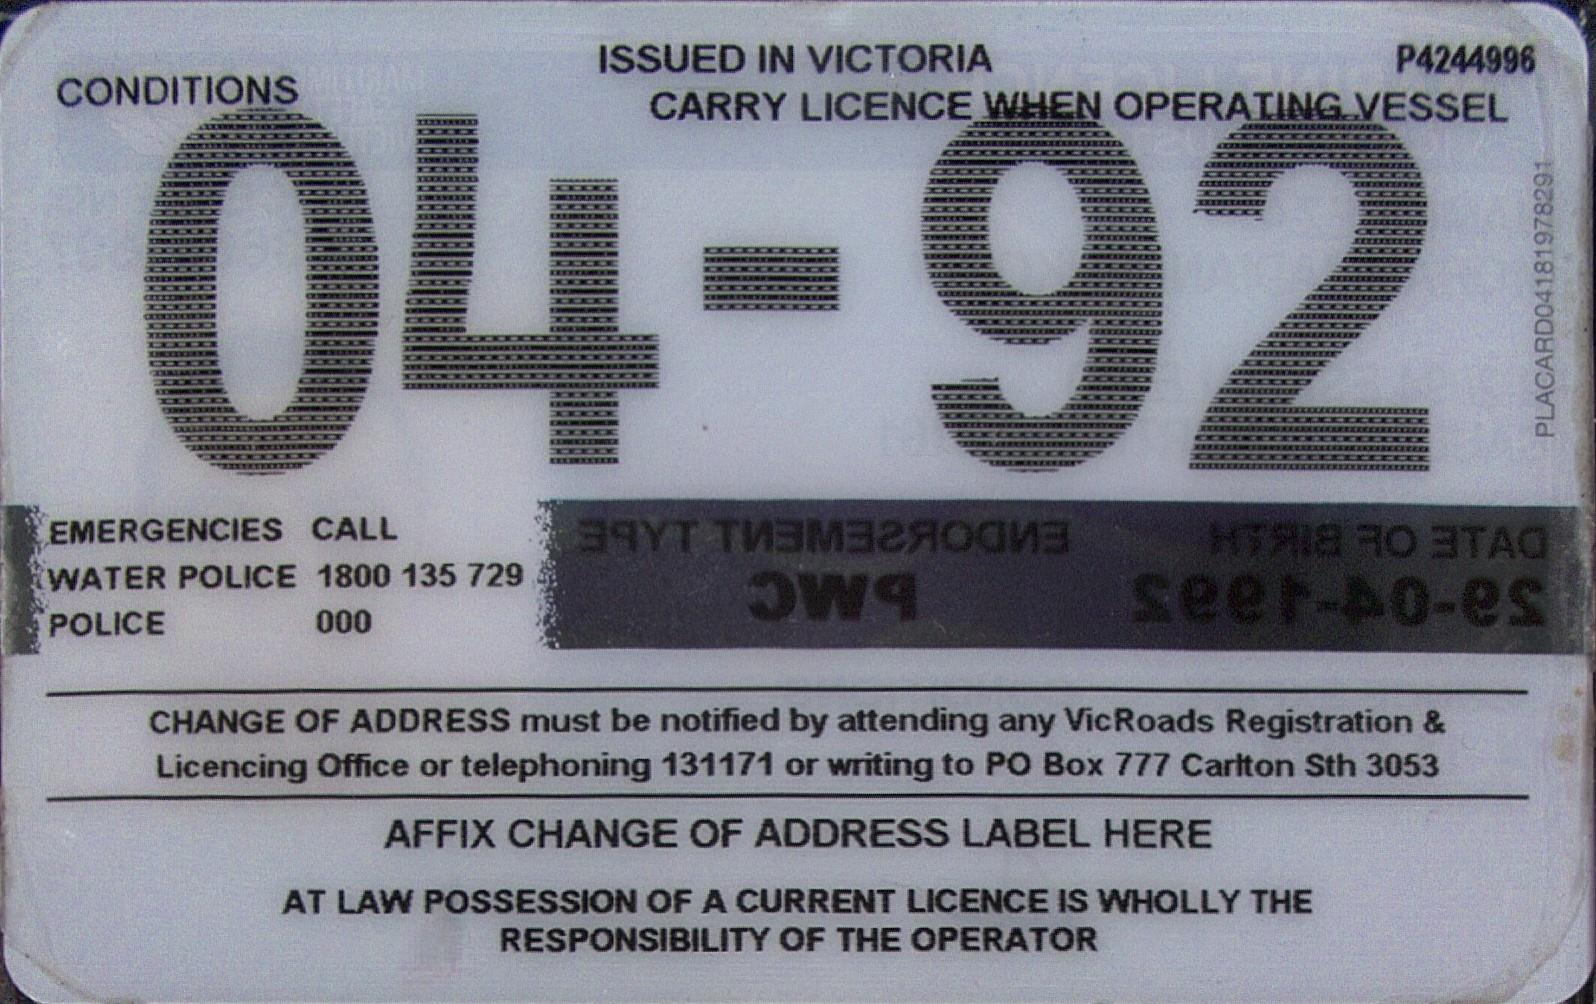 ISSUED IN VICTORIA P4244996
CONDITIONS
CARRY LICENCE WHEN OPERATING VESSEL
04-92
PLACARD04181978291
EMERGENCIES CALL
WATER POLICE 1800 135 729
POLICE 000
ENDORSEMENT TYPE DATE OF BIRTH
PWC 29-04-1992
CHANGE OF ADDRESS must be notified by attending any VicRoads Registration &
Licencing Office or telephoning 131171 or writing to PO Box 777 Carlton Sth 3053
AFFIX CHANGE OF ADDRESS LABEL HERE
AT LAW POSSESSION OF A CURRENT LICENCE IS WHOLLY THE
RESPONSIBILITY OF THE OPERATOR